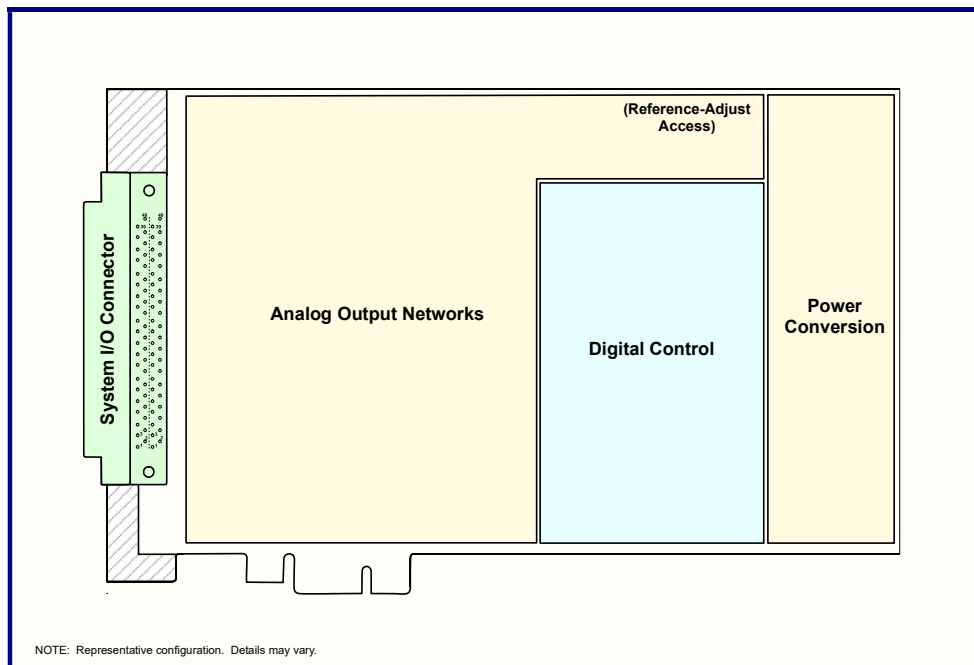 (Reference-Adjust
Access)
System I/O Connector
Analog Output Networks
Digital Control
Power
Conversion
NOTE:  Representative configuration.  Details may vary.